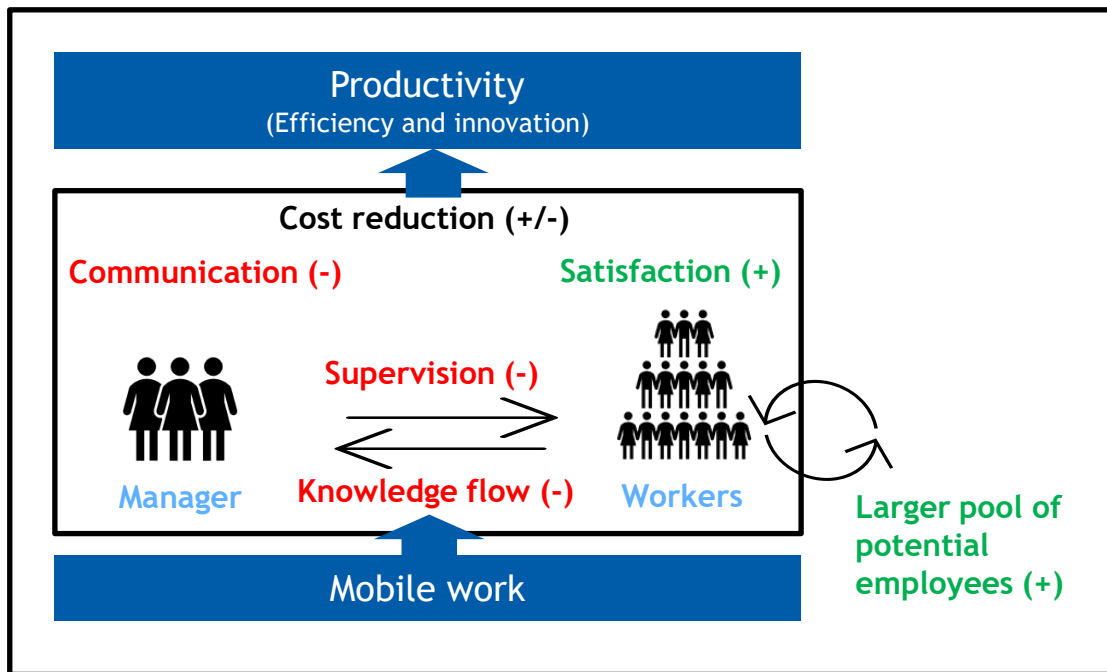 Productivity
(Efficiency and innovation)
Cost reduction (+/-)
Communication (-)
Satisfaction (+)
Supervision (-)
Knowledge flow (-)
Manager
Workers
Larger pool of
potential
employees (+)
Mobile work